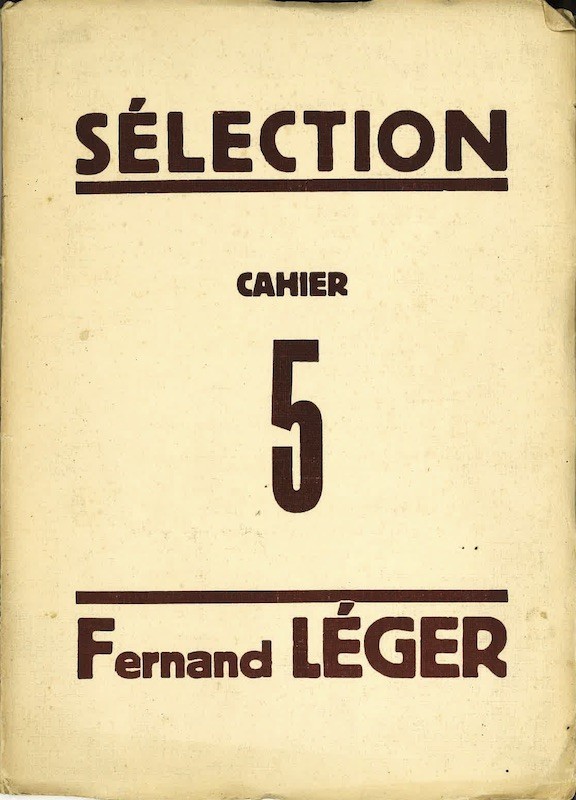 SÉLECTION
CAHIER
5
Fernand LÉGER